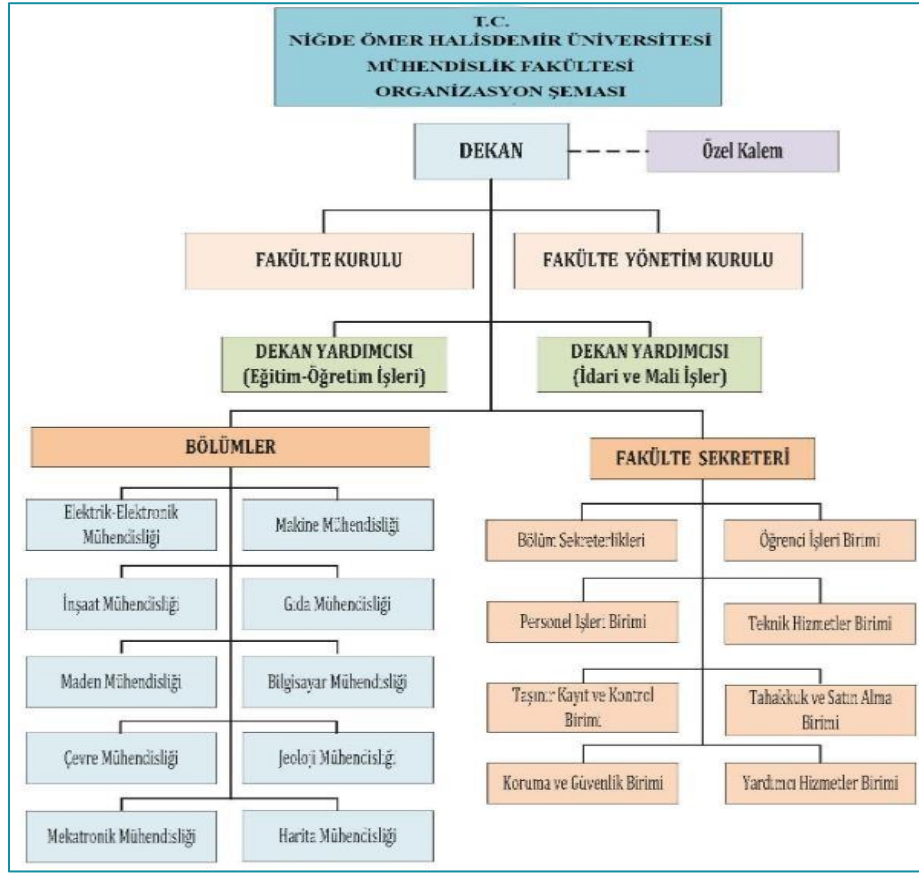 T.C.
NİĞDE ÖMER HALİSDEMİR ÜNİVERSİTESİ
MÜHENDİSLİK FAKÜLTESİ
ORGANİZASYON ŞEMASI
DEKAN
Özel Kalem
FAKÜLTE KURULU
FAKÜLTE YÖNETİM KURULU
DEKAN YARDIMCISI
(Eğitim-Öğretim İşleri)
DEKAN YARDIMCISI
(İdari ve Mali İşler)
BÖLÜMLER
Elektrik-Elektronik
Mühendisliği
Makine Mühendisliği
İnşaat Mühendisliği
Gıda Mühendisliği
Maden Mühendisliği
Bilgisayar Mühendisliği
Çevre Mühendisliği
Jeoloji Mühendisliği
Mekatronik Mühendisliği
Harita Mühendisliği
FAKÜLTE SEKRETERİ
Bölüm Sekreterlikleri
Öğrenci İşleri Birimi
Personel İşleri Birimi
Teknik Hizmetler Birimi
Taşınır Kayıt ve Kontrol
Birimi
Tahakkuk ve Satın Alma
Birimi
Koruma ve Güvenlik Birimi
Yardımcı Hizmetler Birimi